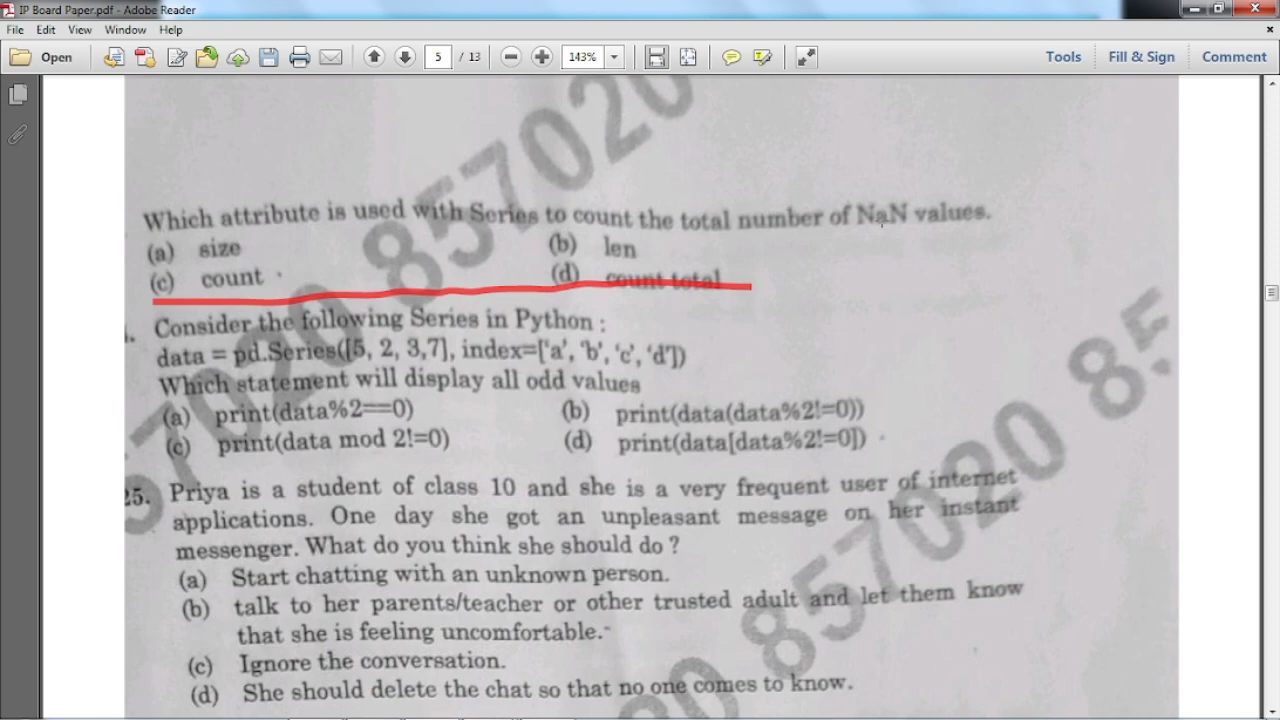 IP Board Paper.pdf - Adobe Reader
File Edit View Window Help
Open 5 / 13 143% Tools Fill & Sign Comment
857020
Which attribute is used with Series to count the total number of NaN values.
(a) size (b) len
(c) count (d) count total
Consider the following Series in Python :
data = pd.Series([5, 2, 3,7], index=['a', 'b', 'c', 'd'])
Which statement will display all odd values
(a) print(data%2==0) (b) print(data(data%2!=0))
(c) print(data mod 2!=0) (d) print(data[data%2!=0])
25. Priya is a student of class 10 and she is a very frequent user of internet
applications. One day she got an unpleasant message on her instant
messenger. What do you think she should do ?
(a) Start chatting with an unknown person.
(b) talk to her parents/teacher or other trusted adult and let them know
that she is feeling uncomfortable.
(c) Ignore the conversation.
(d) She should delete the chat so that no one comes to know.
857020